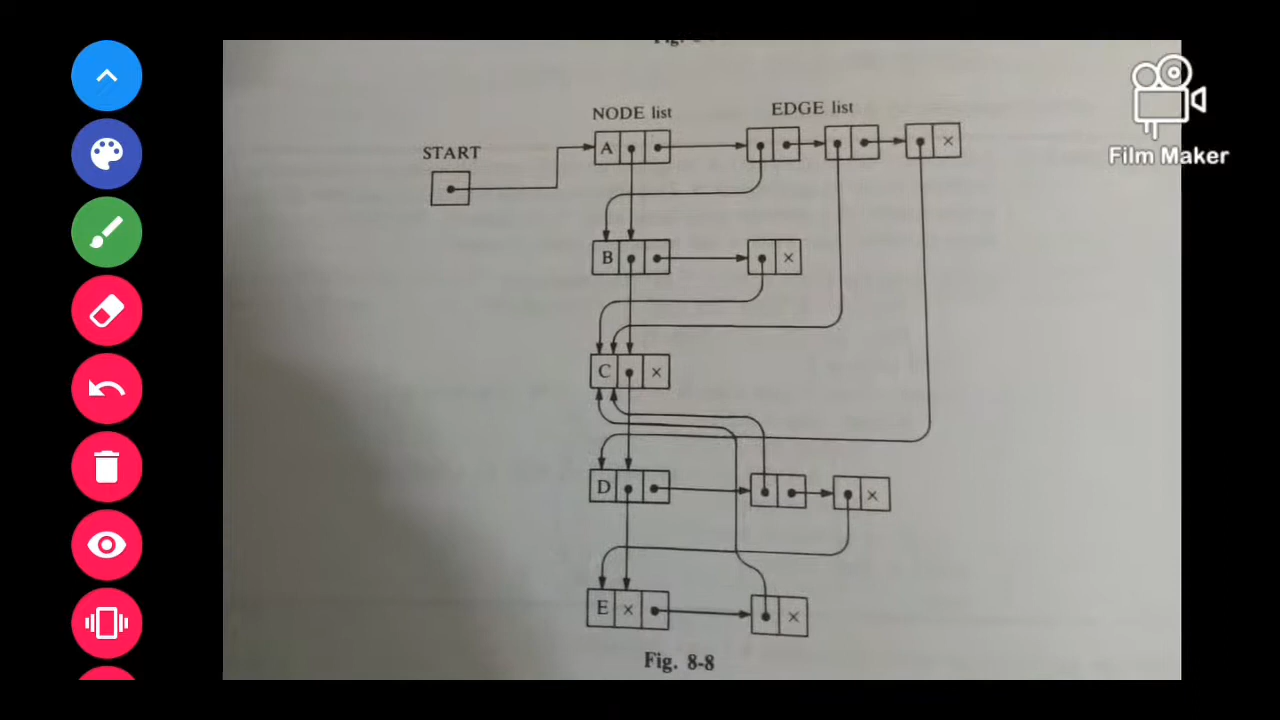 NODE list
EDGE list
START
A
B
×
×
C
×
D
×
E
×
×
Fig. 8-8
Film Maker